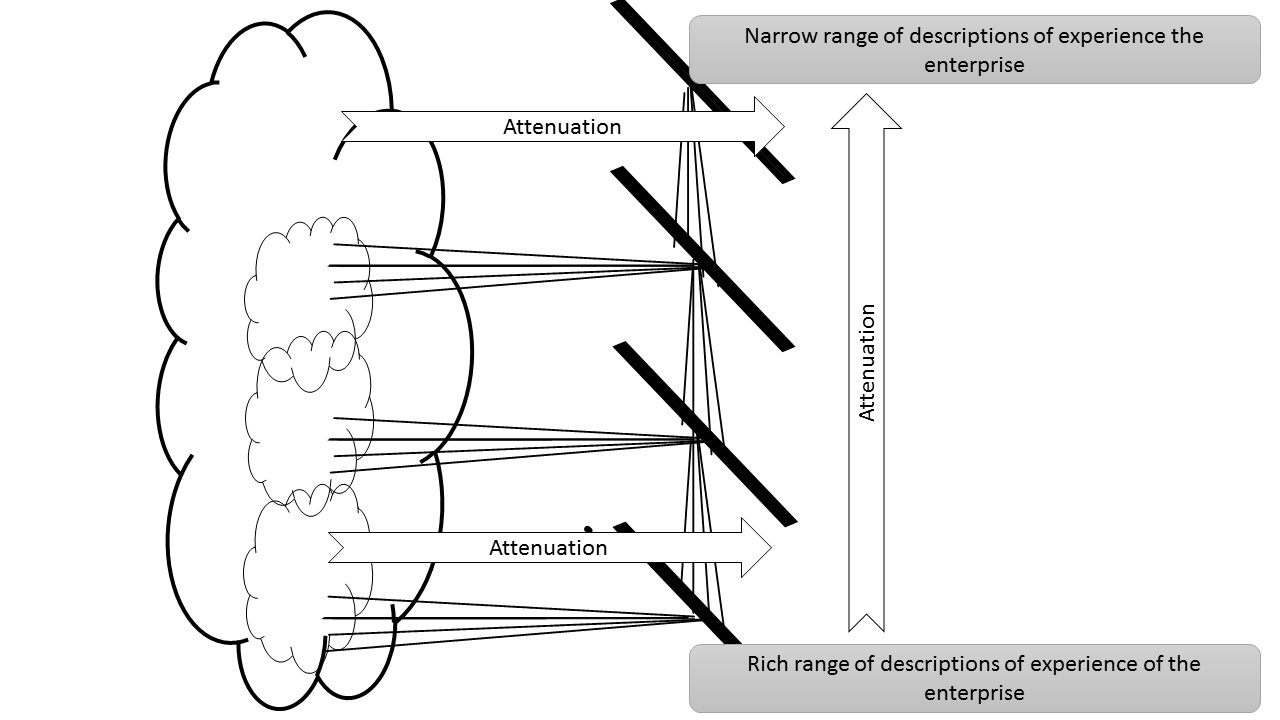 Narrow range of descriptions of experience the
enterprise
Attenuation
Attenuation
Attenuation
Rich range of descriptions of experience of the
enterprise